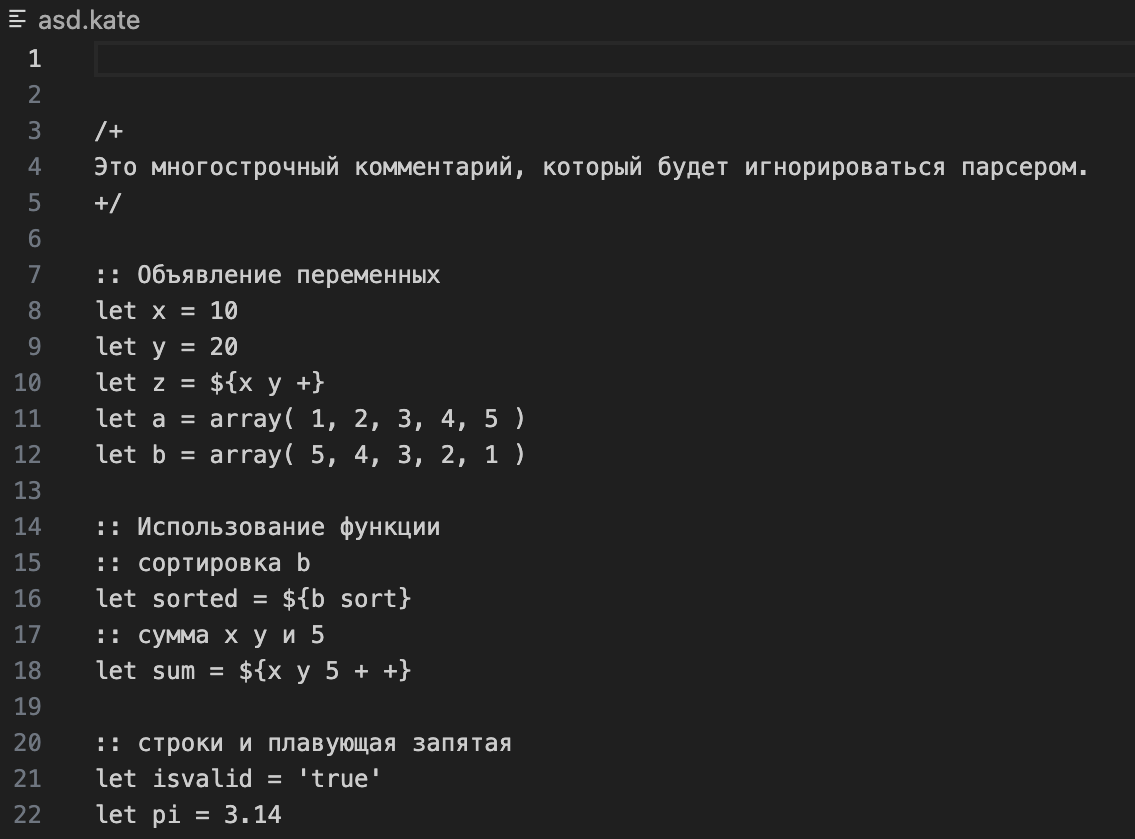 asd.kate
1
2
3 /+
4 Это многострочный комментарий, который будет игнорироваться парсером.
5 +/
6
7 :: Объявление переменных
8 let x = 10
9 let y = 20
10 let z = ${x y +}
11 let a = array( 1, 2, 3, 4, 5 )
12 let b = array( 5, 4, 3, 2, 1 )
13
14 :: Использование функции
15 :: сортировка b
16 let sorted = ${b sort}
17 :: сумма x y и 5
18 let sum = ${x y 5 + +}
19
20 :: строки и плавующая запятая
21 let isvalid = 'true'
22 let pi = 3.14